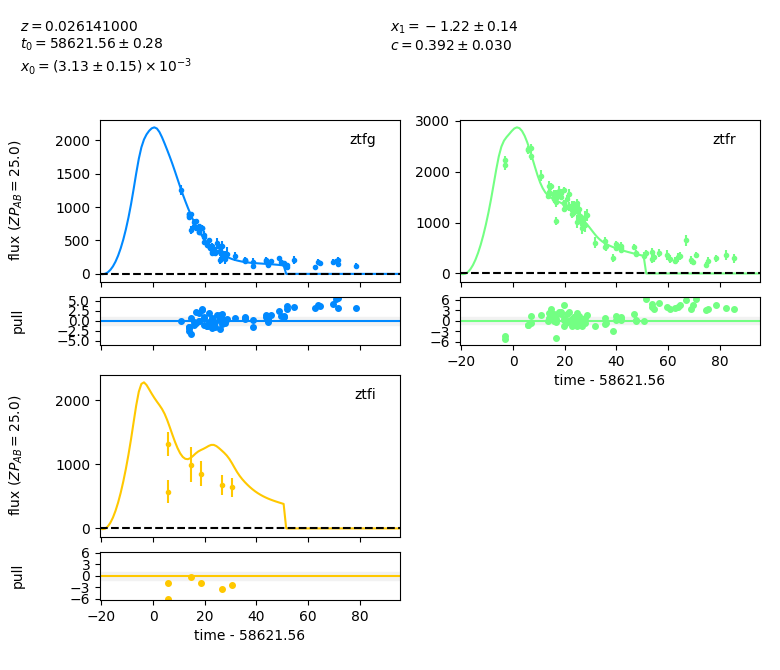 z = 0.026141000
t₀ = 58621.56 ± 0.28
x₀ = (3.13 ± 0.15) × 10⁻³
x₁ = −1.22 ± 0.14
c = 0.392 ± 0.030
ztfg
flux (ZP_AB = 25.0)
2000
1500
1000
500
0
pull
5.0
2.5
0.0
−2.5
−5.0
ztfr
3000
2000
1000
0
6
3
0
−3
−6
−20 0 20 40 60 80
time - 58621.56
ztfi
flux (ZP_AB = 25.0)
2000
1000
0
pull
6
3
0
−3
−6
−20 0 20 40 60 80
time - 58621.56